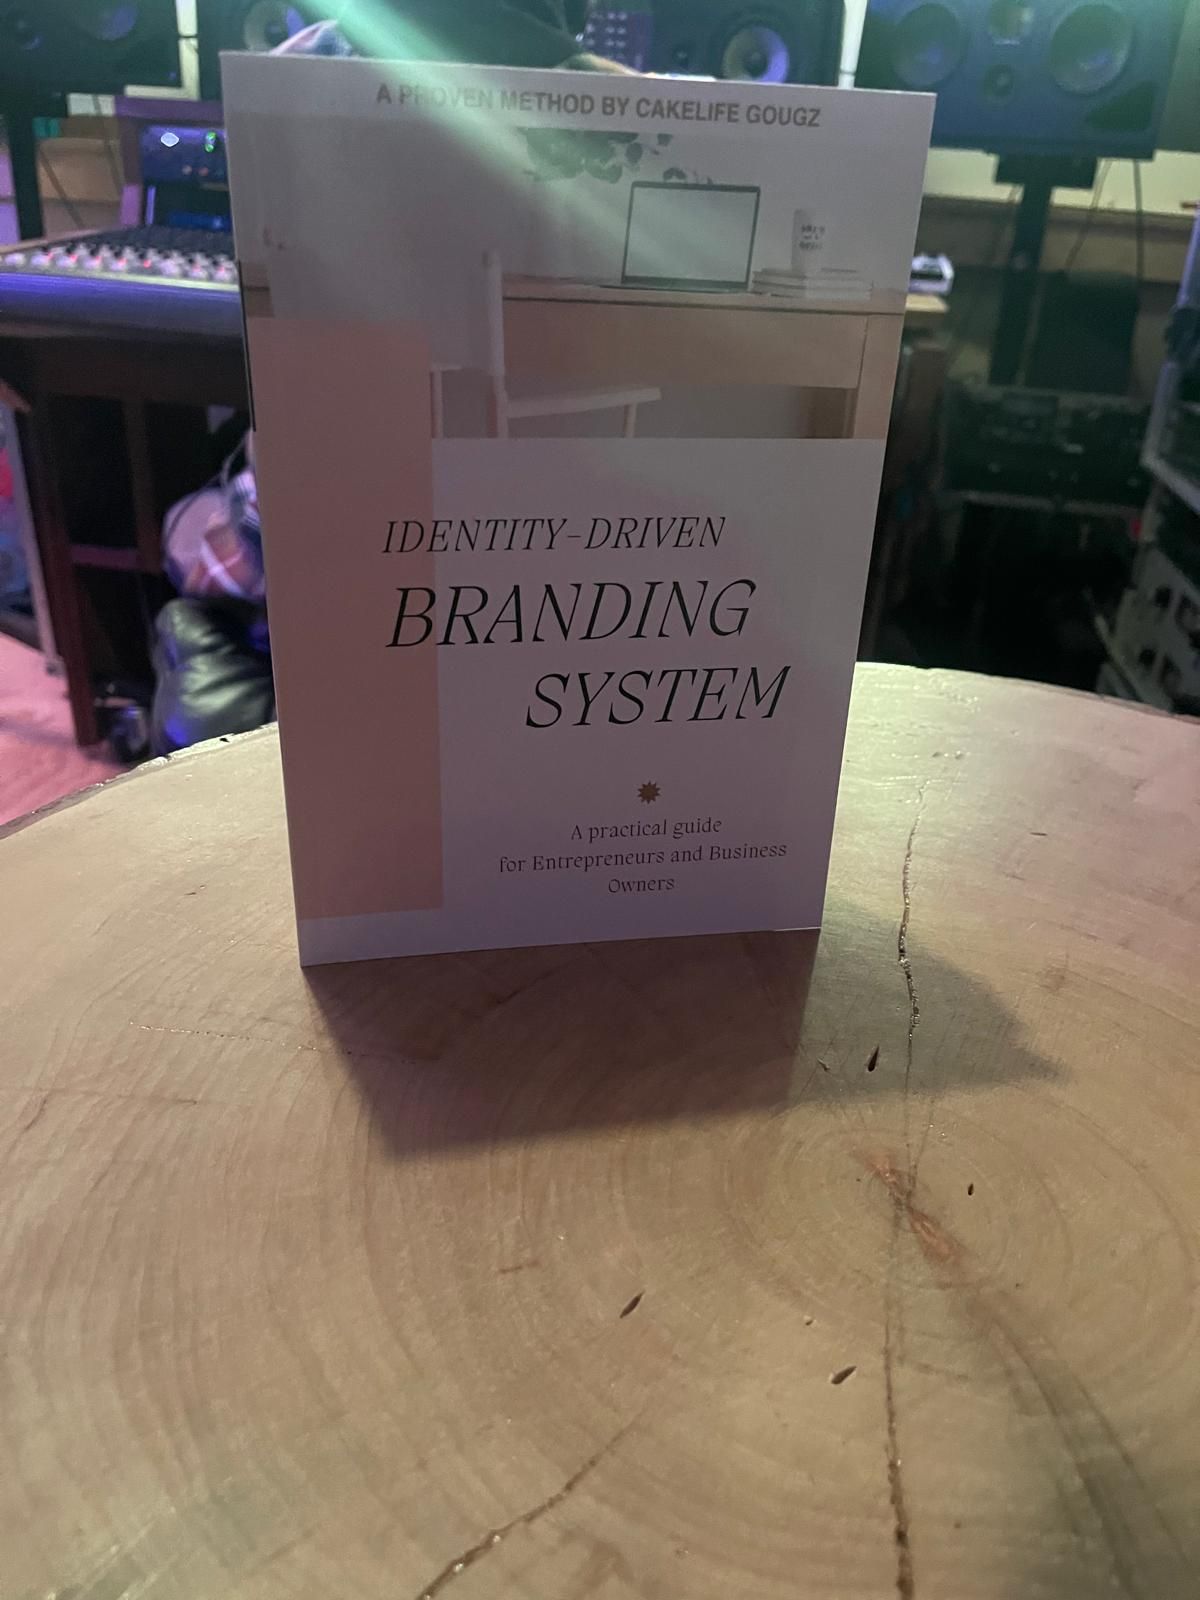 A PROVEN METHOD BY CAKELIFE GOUGZ
IDENTITY-DRIVEN
BRANDING
SYSTEM
A practical guide
for Entrepreneurs and Business
Owners